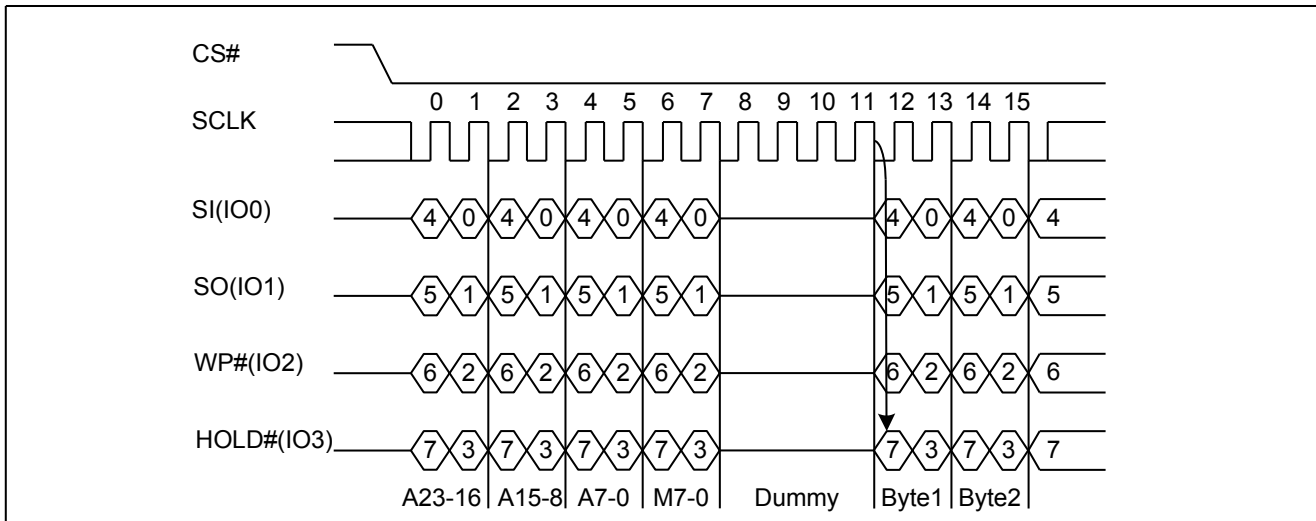 CS#
0 1 2 3 4 5 6 7 8 9 10 11 12 13 14 15
SCLK
SI(IO0) 4 0 4 0 4 0 4 0 4 0 4 0 4
SO(IO1) 5 1 5 1 5 1 5 1 5 1 5 1 5
WP#(IO2) 6 2 6 2 6 2 6 2 6 2 6 2 6
HOLD#(IO3) 7 3 7 3 7 3 7 3 7 3 7 3 7
A23-16 A15-8 A7-0 M7-0 Dummy Byte1 Byte2